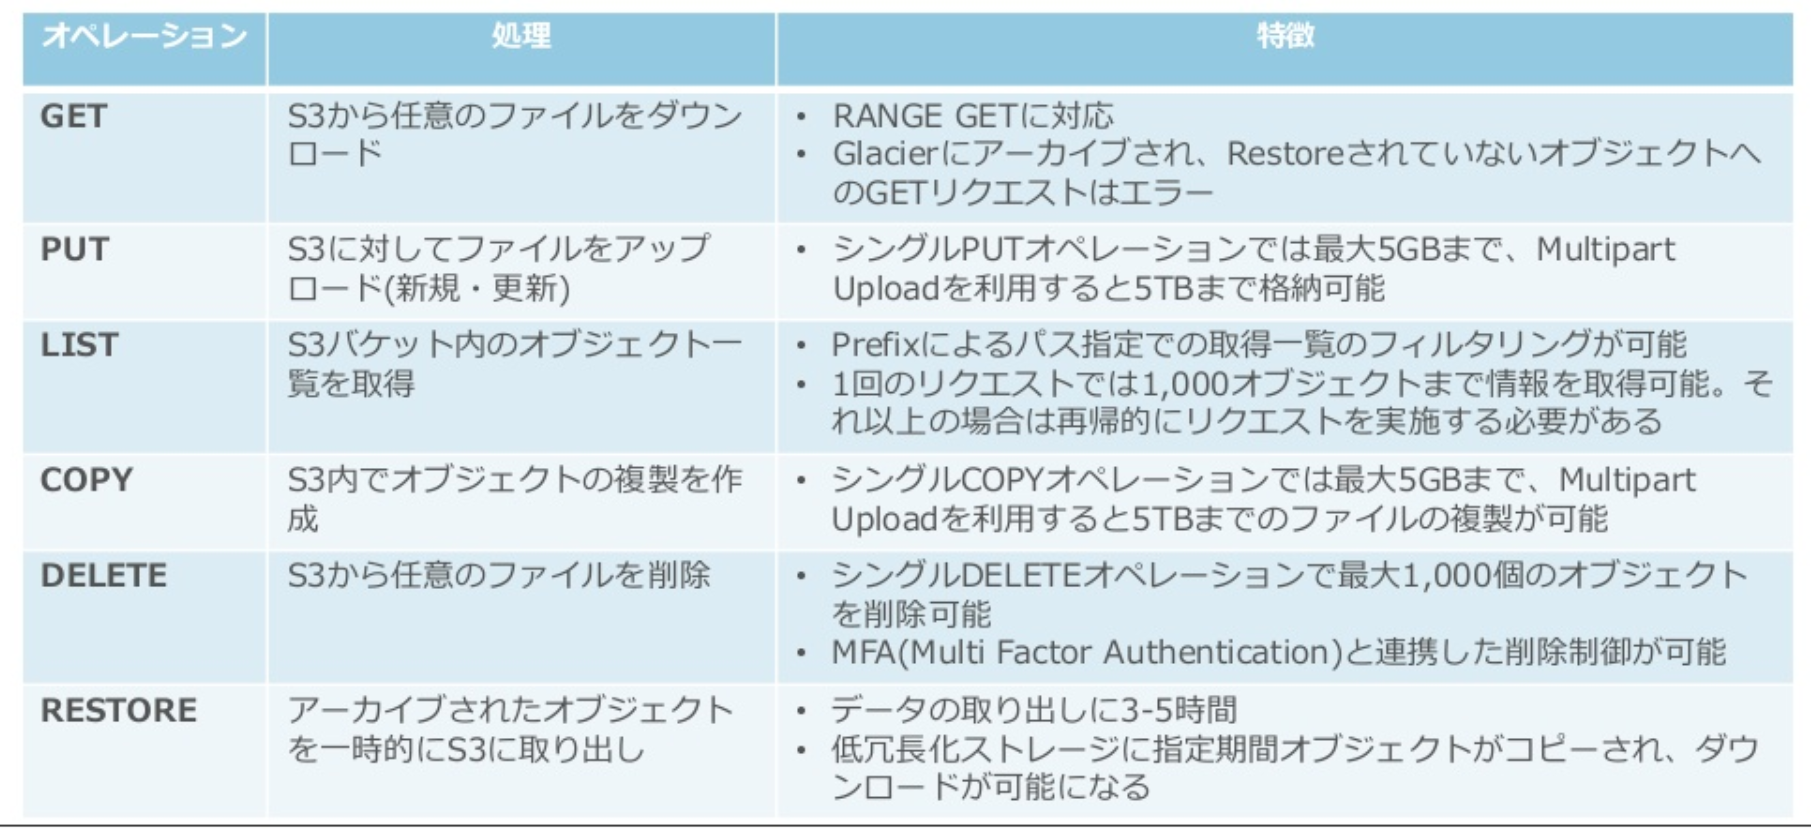 オペレーション
処理
特徴
GET
S3から任意のファイルをダウン
ロード
• RANGE GETに対応
• Glacierにアーカイブされ、Restoreされていないオブジェクトへ
のGETリクエストはエラー
PUT
S3に対してファイルをアップ
ロード(新規・更新)
• シングルPUTオペレーションでは最大5GBまで、Multipart
Uploadを利用すると5TBまで格納可能
LIST
S3バケット内のオブジェクト一
覧を取得
• Prefixによるパス指定での取得一覧のフィルタリングが可能
• 1回のリクエストでは1,000オブジェクトまで情報を取得可能。そ
れ以上の場合は再帰的にリクエストを実施する必要がある
COPY
S3内でオブジェクトの複製を作
成
• シングルCOPYオペレーションでは最大5GBまで、Multipart
Uploadを利用すると5TBまでのファイルの複製が可能
DELETE
S3から任意のファイルを削除
• シングルDELETEオペレーションで最大1,000個のオブジェクト
を削除可能
• MFA(Multi Factor Authentication)と連携した削除制御が可能
RESTORE
アーカイブされたオブジェクト
を一時的にS3に取り出し
• データの取り出しに3-5時間
• 低冗長化ストレージに指定期間オブジェクトがコピーされ、ダウ
ンロードが可能になる